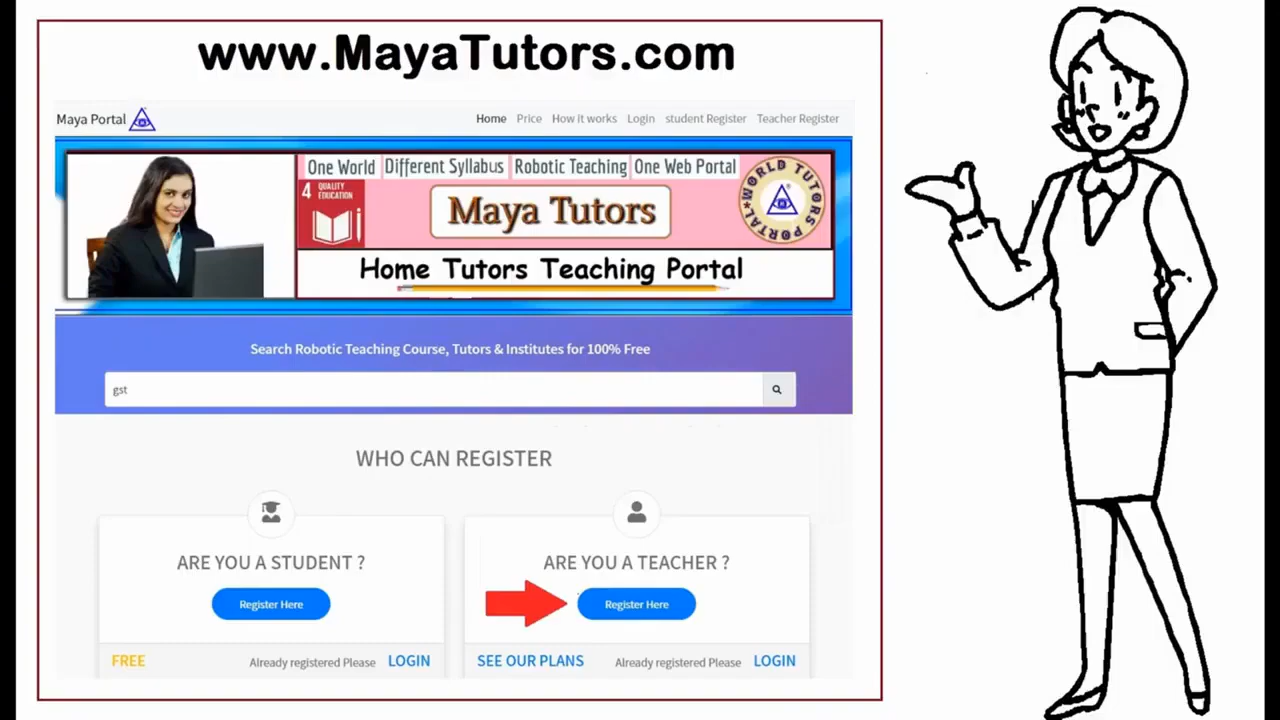 www.MayaTutors.com
Maya Portal
Home Price How it works Login student Register Teacher Register
One World Different Syllabus Robotic Teaching One Web Portal
4 QUALITY EDUCATION
Maya Tutors
WORLD TUTORS PORTAL
Home Tutors Teaching Portal
Search Robotic Teaching Course, Tutors & Institutes for 100% Free
gst
WHO CAN REGISTER
ARE YOU A STUDENT ?
Register Here
FREE Already registered Please LOGIN
ARE YOU A TEACHER ?
Register Here
SEE OUR PLANS Already registered Please LOGIN